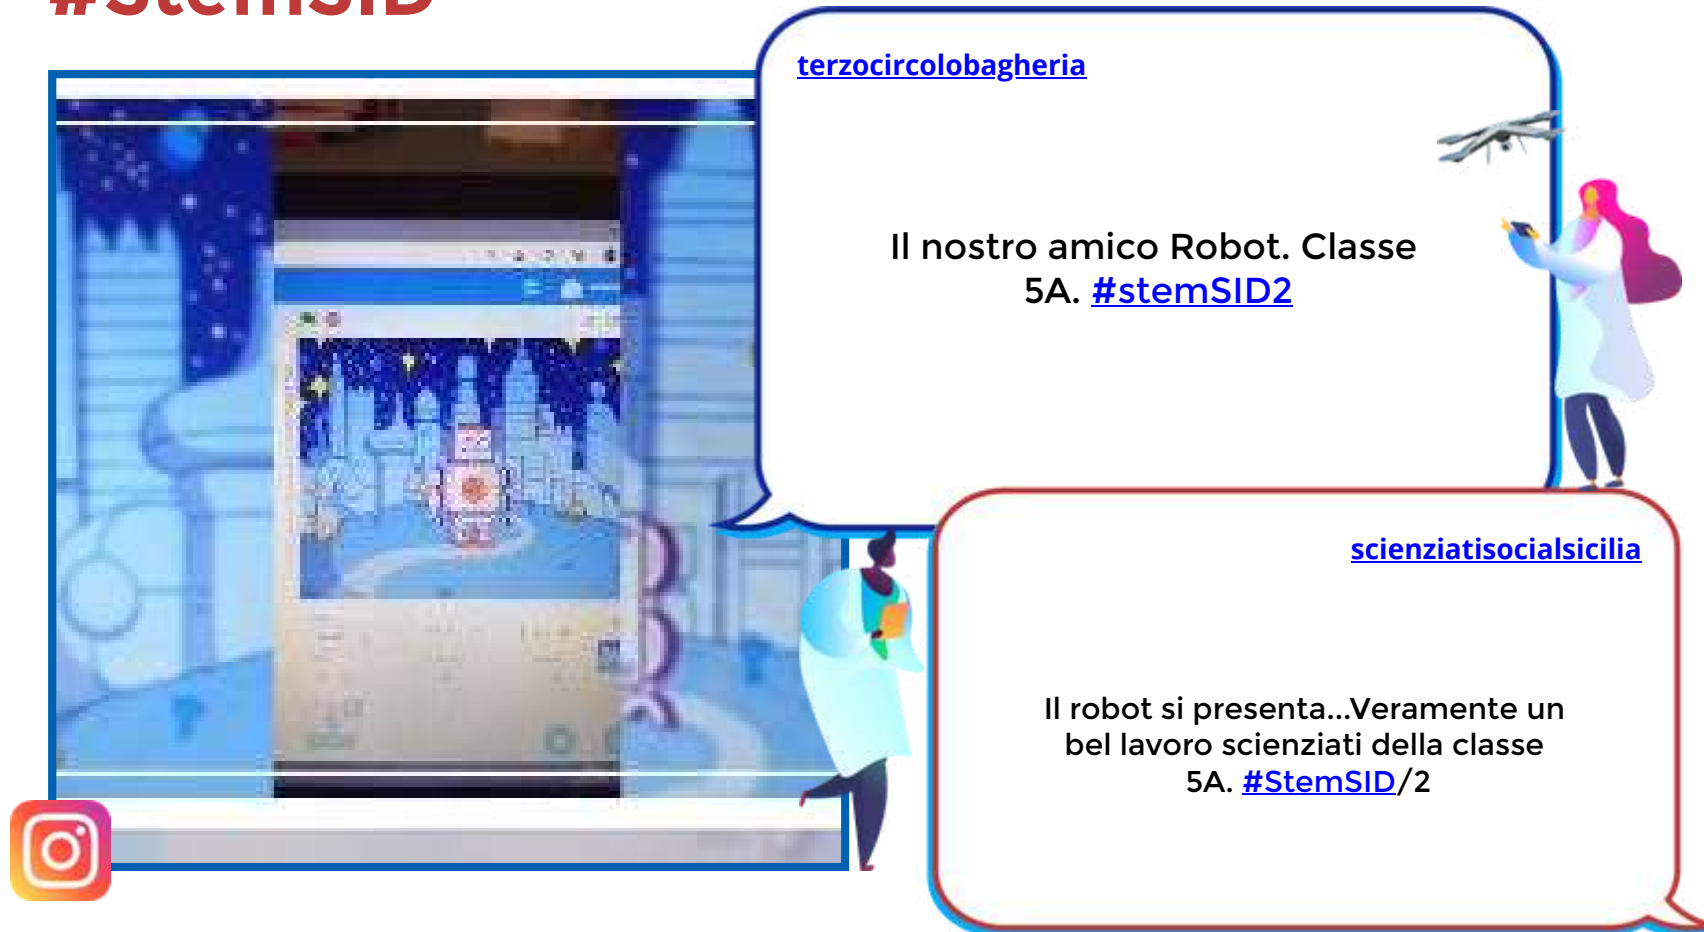 #StemSID
terzocircolobagheria
Il nostro amico Robot. Classe
5A. #stemSID2
scienziatisocialsicilia
Il robot si presenta...Veramente un
bel lavoro scienziati della classe
5A. #StemSID/2